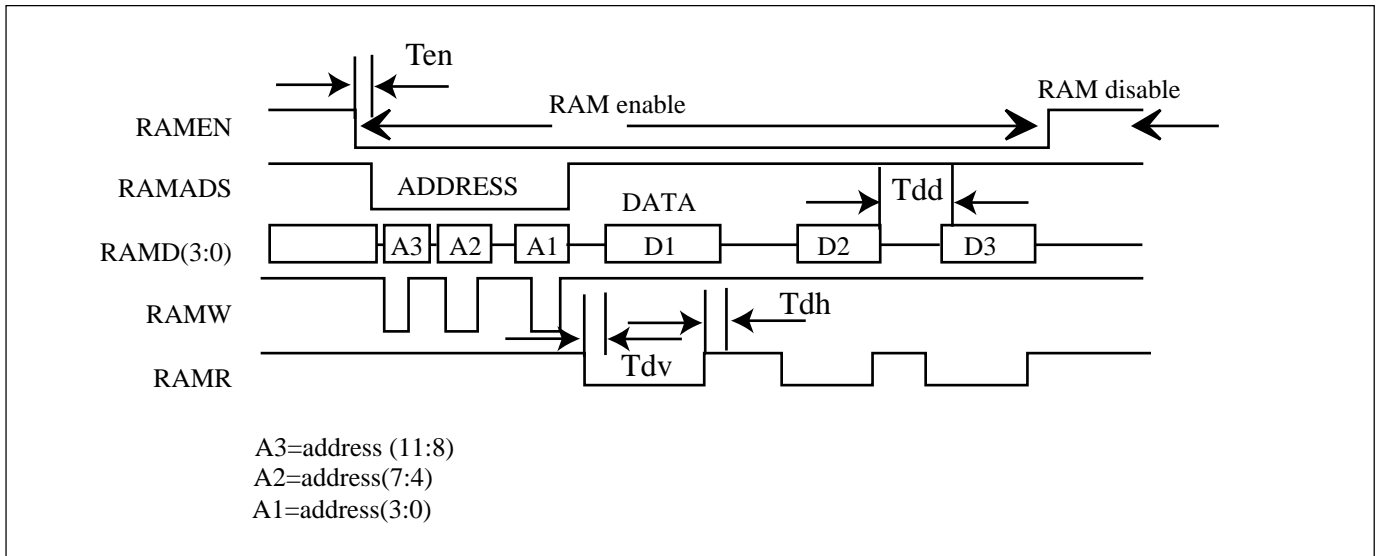 Ten
RAM enable
RAM disable
RAMEN
RAMADS
ADDRESS
DATA
Tdd
RAMD(3:0)
A3
A2
A1
D1
D2
D3
RAMW
Tdh
Tdv
RAMR
A3=address (11:8)
A2=address(7:4)
A1=address(3:0)